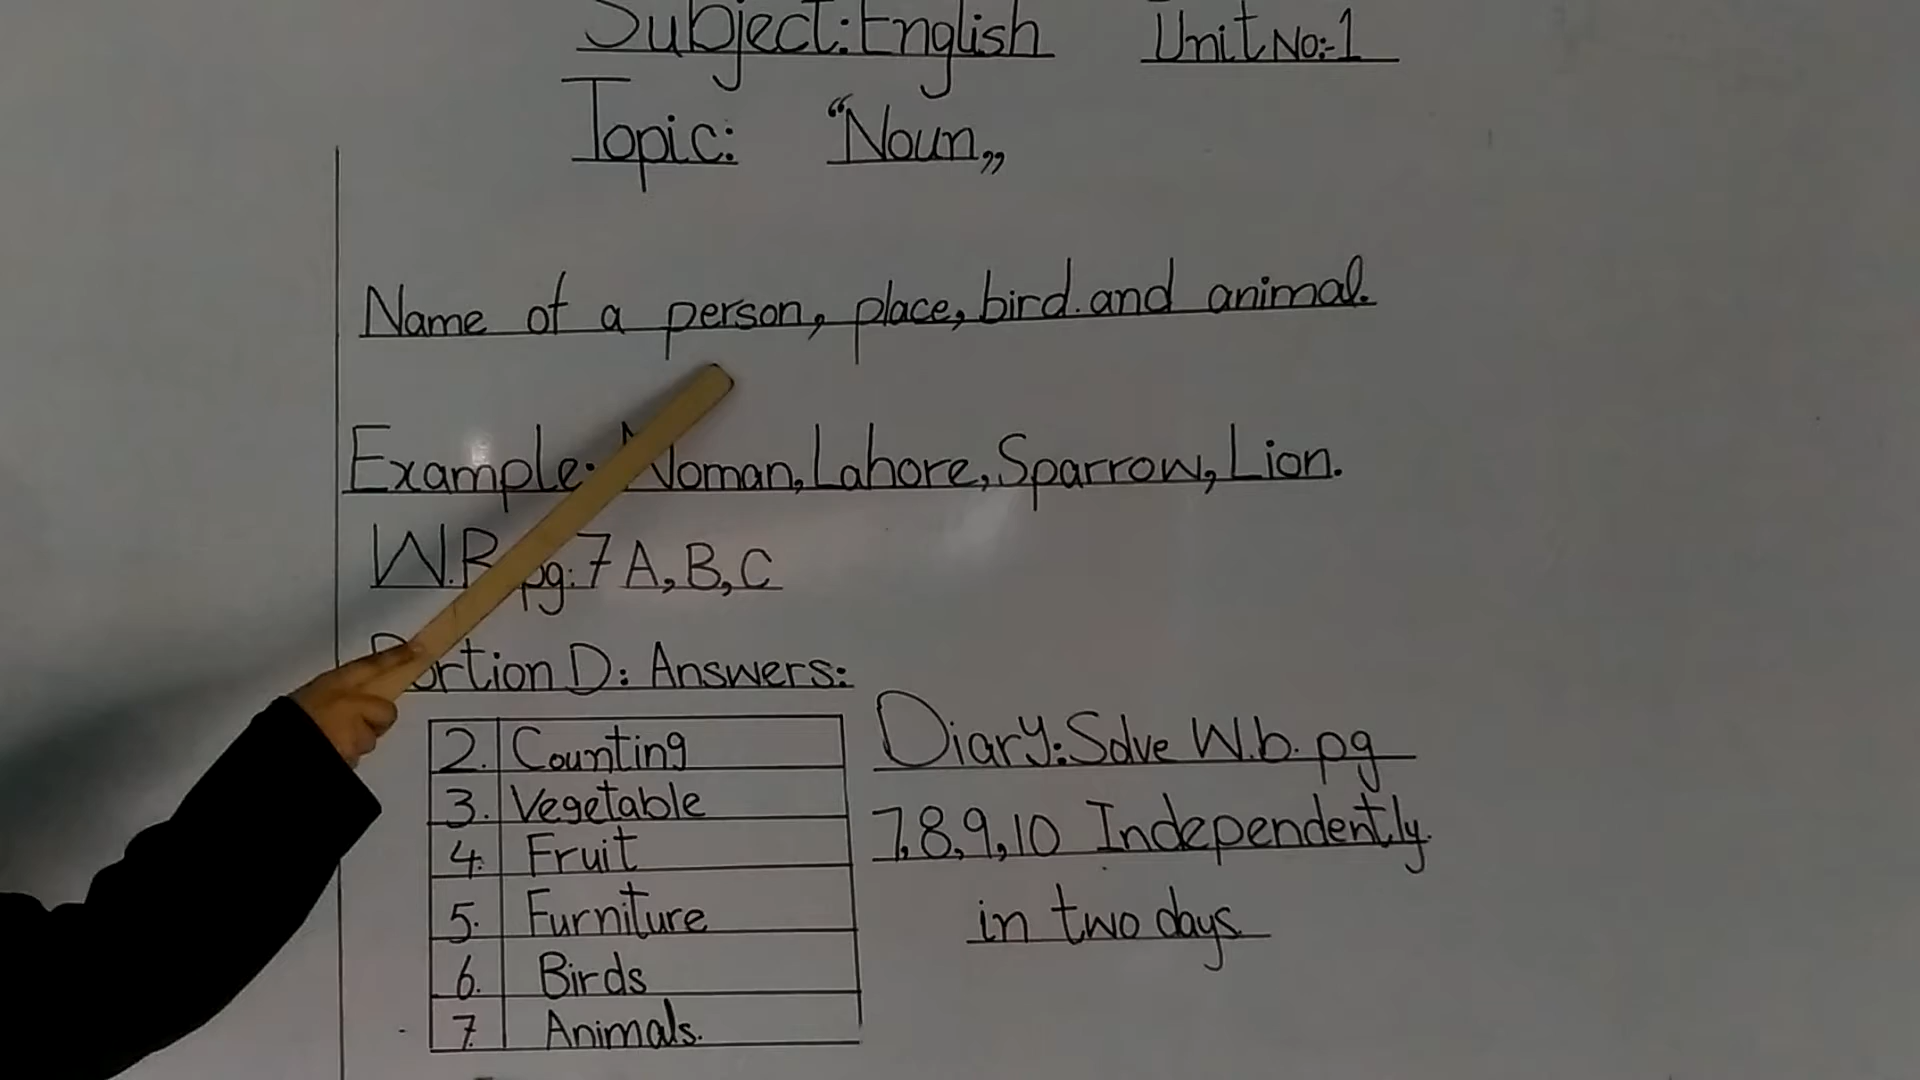 Subject: English Unit No:-1
Topic: “Noun„
Name of a person, place, bird. and animal.
Example: Noman, Lahore, Sparrow, Lion.
W.B pg: 7 A, B, C
Portion D: Answers:
2. Counting
3. Vegetable
4. Fruit
5. Furniture
6. Birds
7. Animals.
Diary: Solve W.b. pg
7,8,9,10 Independently.
in two days